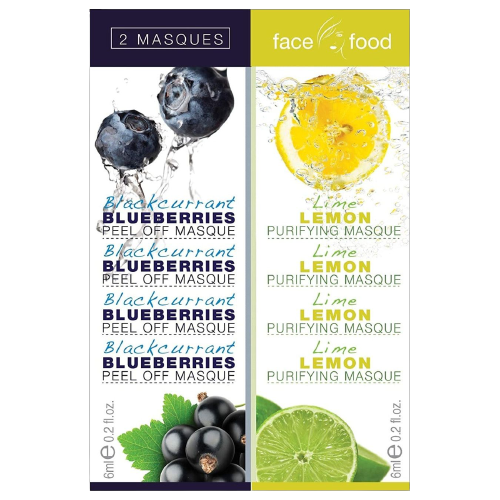 2 MASQUES
face food
Blackcurrant
BLUEBERRIES
PEEL OFF MASQUE
Blackcurrant
BLUEBERRIES
PEEL OFF MASQUE
Blackcurrant
BLUEBERRIES
PEEL OFF MASQUE
Blackcurrant
BLUEBERRIES
PEEL OFF MASQUE
6ml e 0.2 fl.oz.
Lime
LEMON
PURIFYING MASQUE
Lime
LEMON
PURIFYING MASQUE
Lime
LEMON
PURIFYING MASQUE
Lime
LEMON
PURIFYING MASQUE
6ml e 0.2 fl.oz.